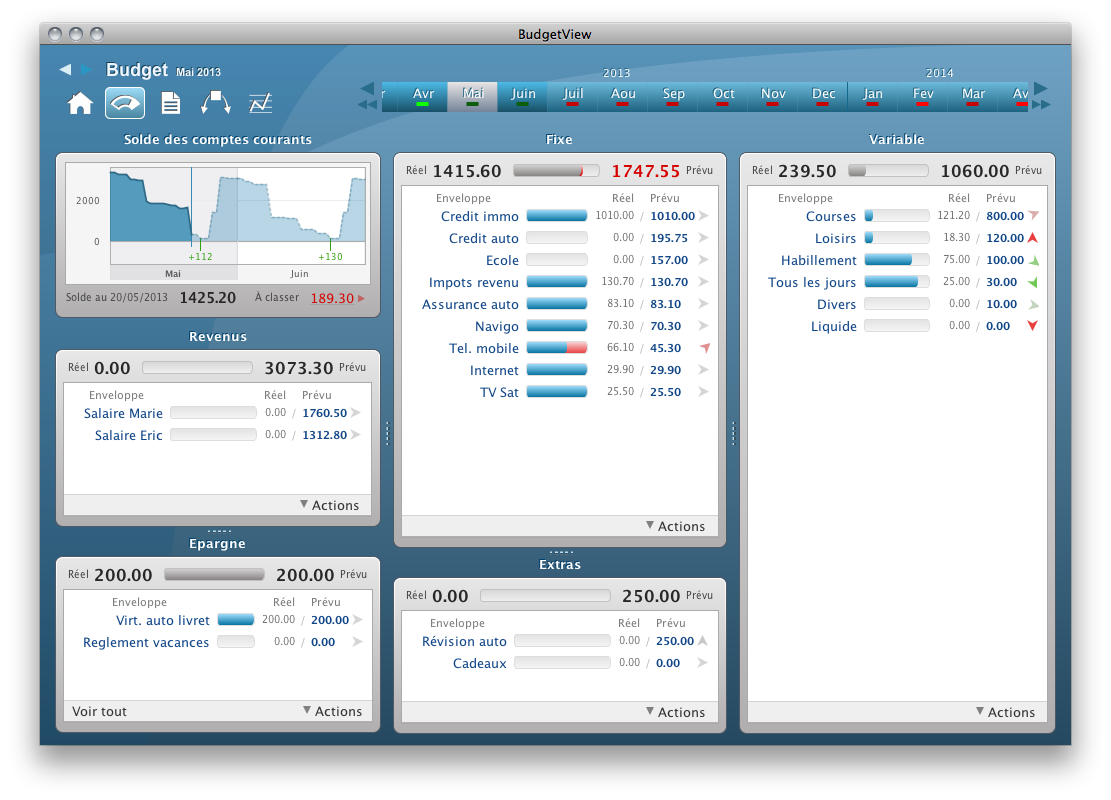 BudgetView
Budget Mai 2013
2013 2014
Avr Mai Juin Juil Aou Sep Oct Nov Dec Jan Fev Mar Av
Solde des comptes courants
2000
0
+112 +130
Mai Juin
Solde au 20/05/2013 1425.20 À classer 189.30
Revenus
Réel 0.00 3073.30 Prévu
Enveloppe Réel Prévu
Salaire Marie 0.00 / 1760.50
Salaire Eric 0.00 / 1312.80
Actions
Epargne
Réel 200.00 200.00 Prévu
Enveloppe Réel Prévu
Virt. auto livret 200.00 / 200.00
Reglement vacances 0.00 / 0.00
Voir tout Actions
Fixe
Réel 1415.60 1747.55 Prévu
Enveloppe Réel Prévu
Credit immo 1010.00 / 1010.00
Credit auto 0.00 / 195.75
Ecole 0.00 / 157.00
Impots revenu 130.70 / 130.70
Assurance auto 83.10 / 83.10
Navigo 70.30 / 70.30
Tel. mobile 66.10 / 45.30
Internet 29.90 / 29.90
TV Sat 25.50 / 25.50
Actions
Extras
Réel 0.00 250.00 Prévu
Enveloppe Réel Prévu
Révision auto 0.00 / 250.00
Cadeaux 0.00 / 0.00
Actions
Variable
Réel 239.50 1060.00 Prévu
Enveloppe Réel Prévu
Courses 121.20 / 800.00
Loisirs 18.30 / 120.00
Habillement 75.00 / 100.00
Tous les jours 25.00 / 30.00
Divers 0.00 / 10.00
Liquide 0.00 / 0.00
Actions